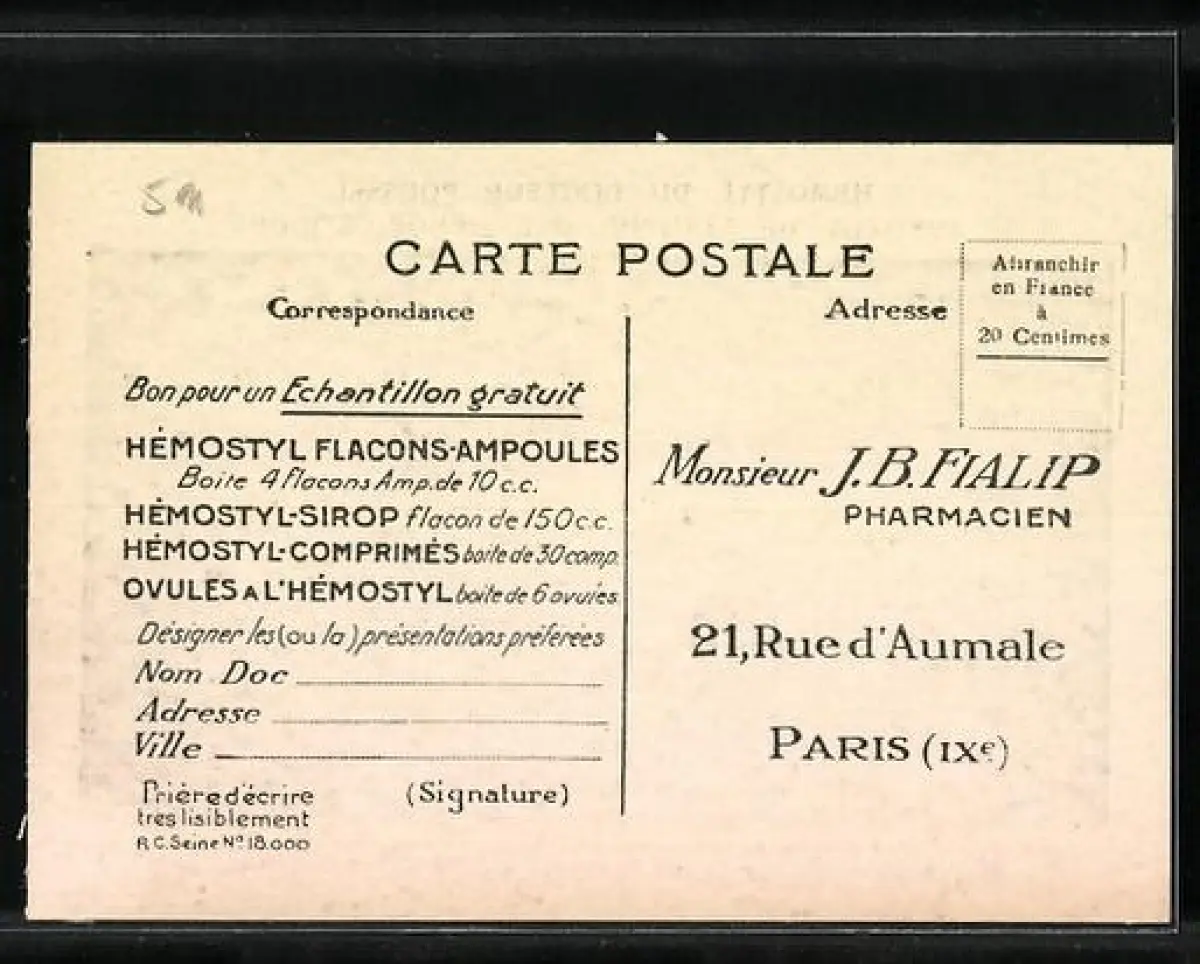 CARTE POSTALE
Correspondance
Bon pour un Echantillon gratuit
HÉMOSTYL FLACONS-AMPOULES
Boite 4 flacons Amp. de 10 c.c.
HÉMOSTYL-SIROP flacon de 150 c.c.
HÉMOSTYL-COMPRIMÉS boite de 30 comp.
OVULES A L'HÉMOSTYL boite de 6 ovules
Désigner les (ou la) présentations préférées
Nom Doc
Adresse
Ville
Prière d'écrire
tres lisiblement
R.C. Seine Nº 18.000
(Signature)
Adresse
Affranchir
en France
à
20 Centimes
Monsieur J.B. FIALIP
PHARMACIEN
21, Rue d'Aumale
PARIS (IXe)